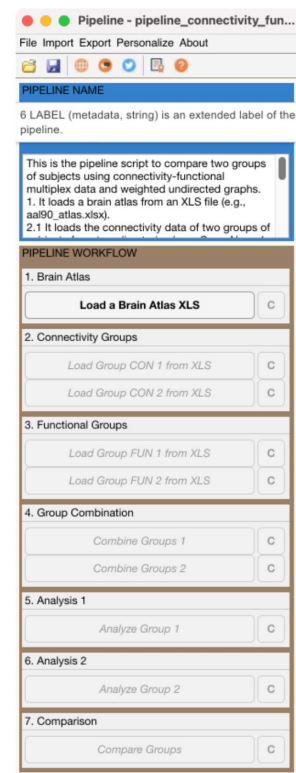 Pipeline - pipeline_connectivity_fun...
File Import Export Personalize About
PIPELINE NAME
6 LABEL (metadata, string) is an extended label of the
pipeline.
This is the pipeline script to compare two groups
of subjects using connectivity-functional
multiplex data and weighted undirected graphs.
1. It loads a brain atlas from an XLS file (e.g.,
aal90_atlas.xlsx).
2.1 It loads the connectivity data of two groups of
PIPELINE WORKFLOW
1. Brain Atlas
Load a Brain Atlas XLS C
2. Connectivity Groups
Load Group CON 1 from XLS C
Load Group CON 2 from XLS C
3. Functional Groups
Load Group FUN 1 from XLS C
Load Group FUN 2 from XLS C
4. Group Combination
Combine Groups 1 C
Combine Groups 2 C
5. Analysis 1
Analyze Group 1 C
6. Analysis 2
Analyze Group 2 C
7. Comparison
Compare Groups C